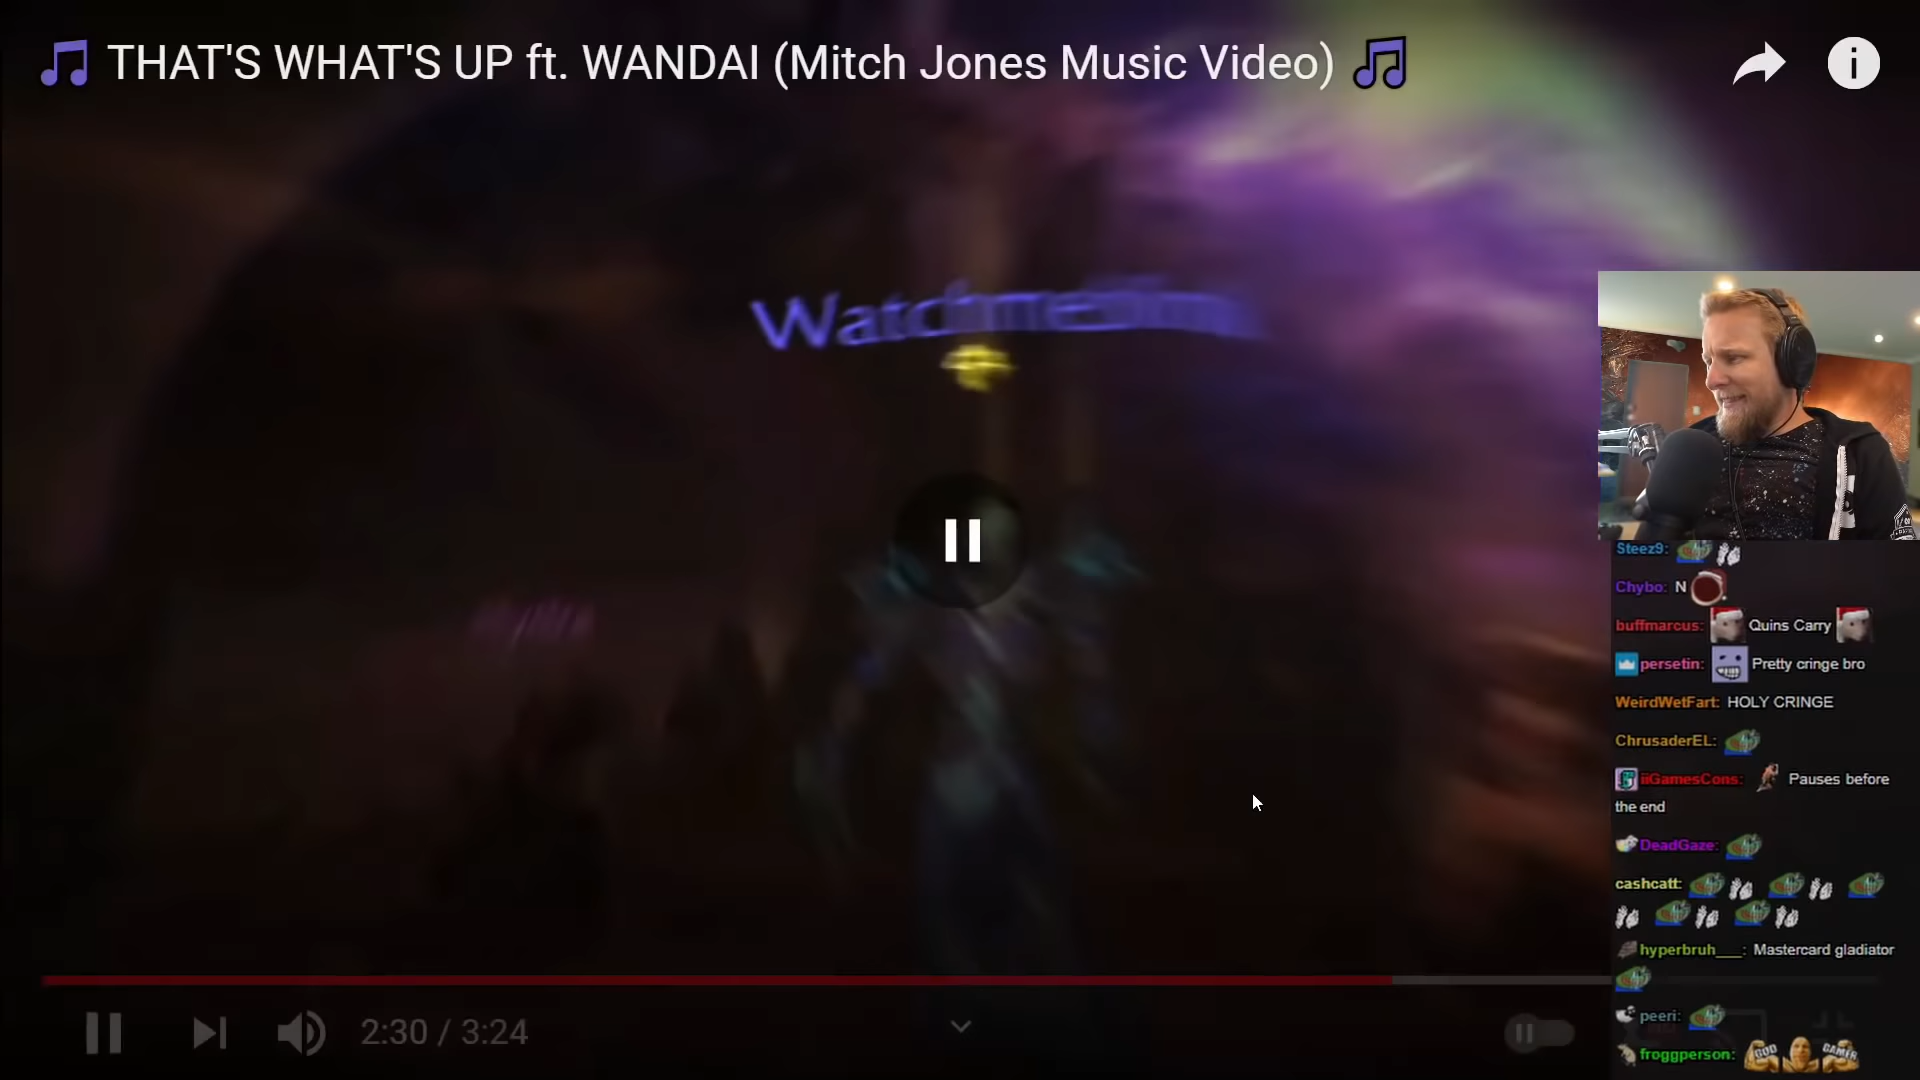 THAT'S WHAT'S UP ft. WANDAI (Mitch Jones Music Video)
Steez9:
Chybo: N
buffmarcus: Quins Carry
persetin: Pretty cringe bro
WeirdWetFart: HOLY CRINGE
ChrusaderEL:
iiGamesCons: Pauses before
the end
DeadGaze:
cashcatt:
hyperbruh___: Mastercard gladiator
peeri:
froggperson: GOD GAMER
2:30 / 3:24